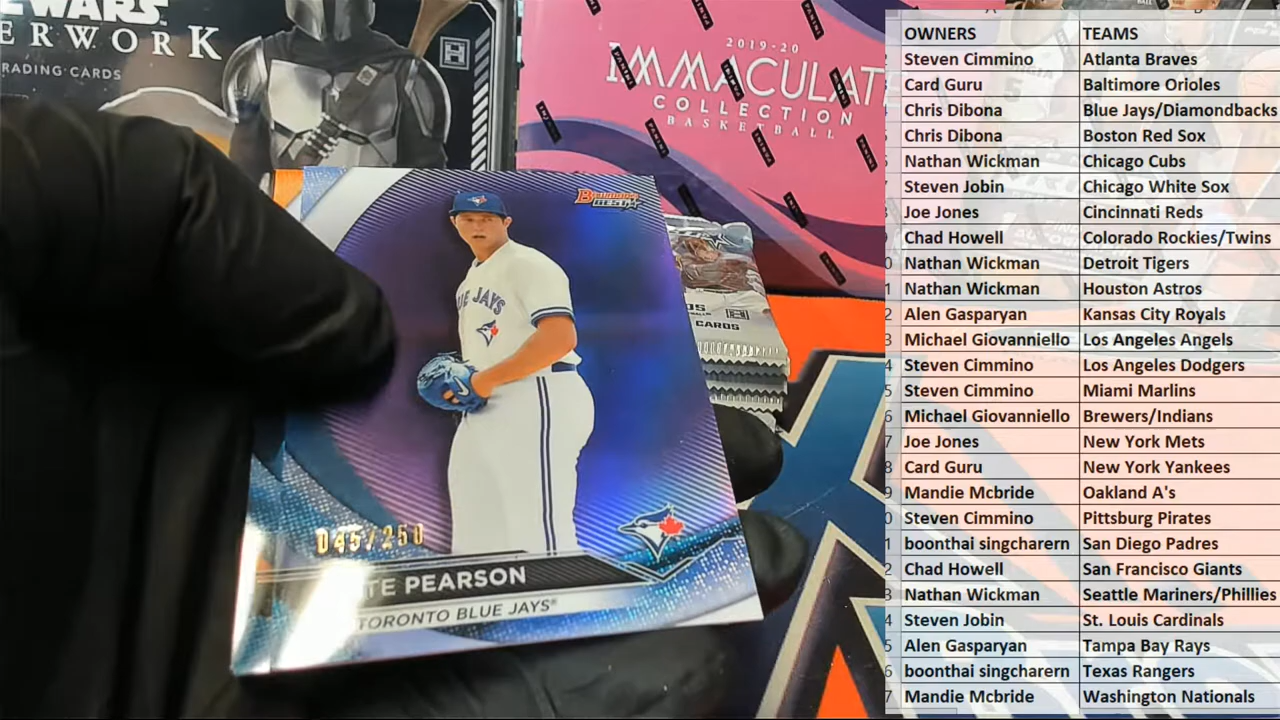 WARS
ERWORK
RADING CARDS
2019-20
IMMACULAT
COLLECTION
BASKETBALL
PANINI
Bowman's
BEST
BLUE JAYS
CARDS
045/250
TE PEARSON
TORONTO BLUE JAYS
OWNERS TEAMS
Steven Cimmino Atlanta Braves
Card Guru Baltimore Orioles
Chris Dibona Blue Jays/Diamondbacks
Chris Dibona Boston Red Sox
Nathan Wickman Chicago Cubs
Steven Jobin Chicago White Sox
Joe Jones Cincinnati Reds
Chad Howell Colorado Rockies/Twins
Nathan Wickman Detroit Tigers
Nathan Wickman Houston Astros
Alen Gasparyan Kansas City Royals
Michael Giovanniello Los Angeles Angels
Steven Cimmino Los Angeles Dodgers
Steven Cimmino Miami Marlins
Michael Giovanniello Brewers/Indians
Joe Jones New York Mets
Card Guru New York Yankees
Mandie Mcbride Oakland A's
Steven Cimmino Pittsburg Pirates
boonthai singcharern San Diego Padres
Chad Howell San Francisco Giants
Nathan Wickman Seattle Mariners/Phillies
Steven Jobin St. Louis Cardinals
Alen Gasparyan Tampa Bay Rays
boonthai singcharern Texas Rangers
Mandie Mcbride Washington Nationals